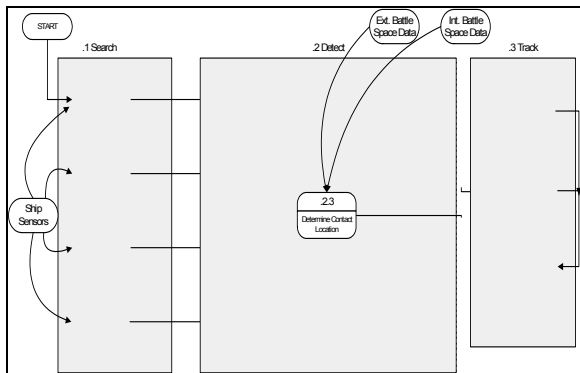 START
Ext. Battle
Space Data
Int. Battle
Space Data
.1 Search
.2 Detect
.3 Track
.2.3
Determine Contact
Location
Ship
Sensors